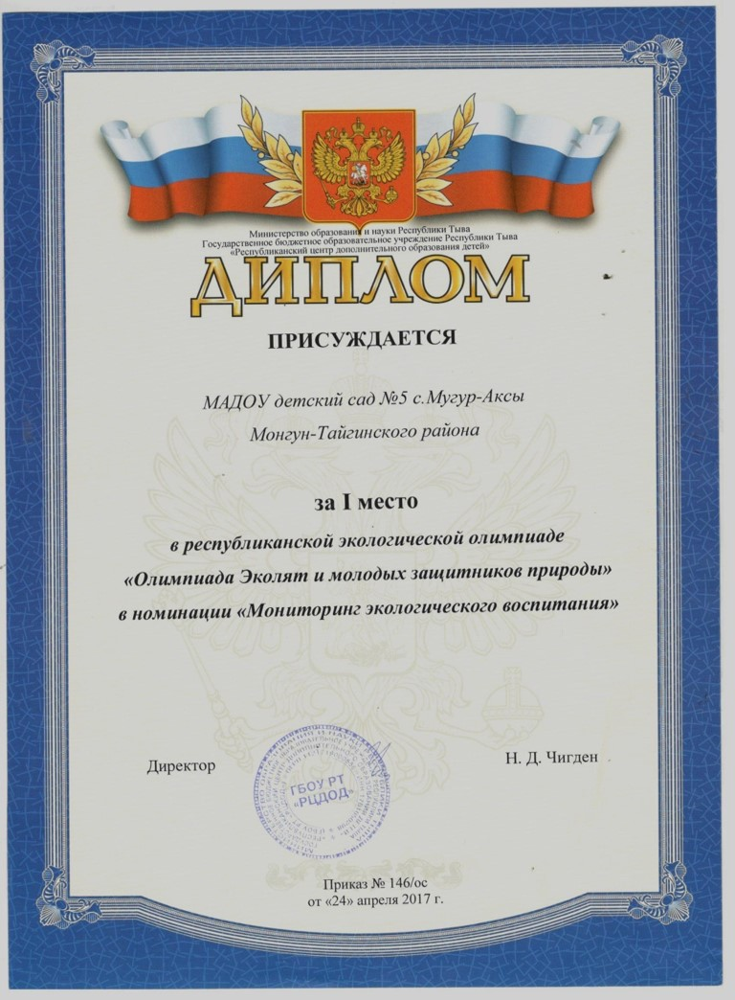 Министерство образования и науки Республики Тыва
Государственное бюджетное образовательное учреждение Республики Тыва
«Республиканский центр дополнительного образования детей»
ДИПЛОМ
ПРИСУЖДАЕТСЯ
МАДОУ детский сад №5 с.Мугур-Аксы
Монгун-Тайгинского района
за I место
в республиканской экологической олимпиаде
«Олимпиада Эколят и молодых защитников природы»
в номинации «Мониторинг экологического воспитания»
Директор
Н. Д. Чигден
ГБОУ РТ
«РЦДОД»
Приказ № 146/ос
от «24» апреля 2017 г.